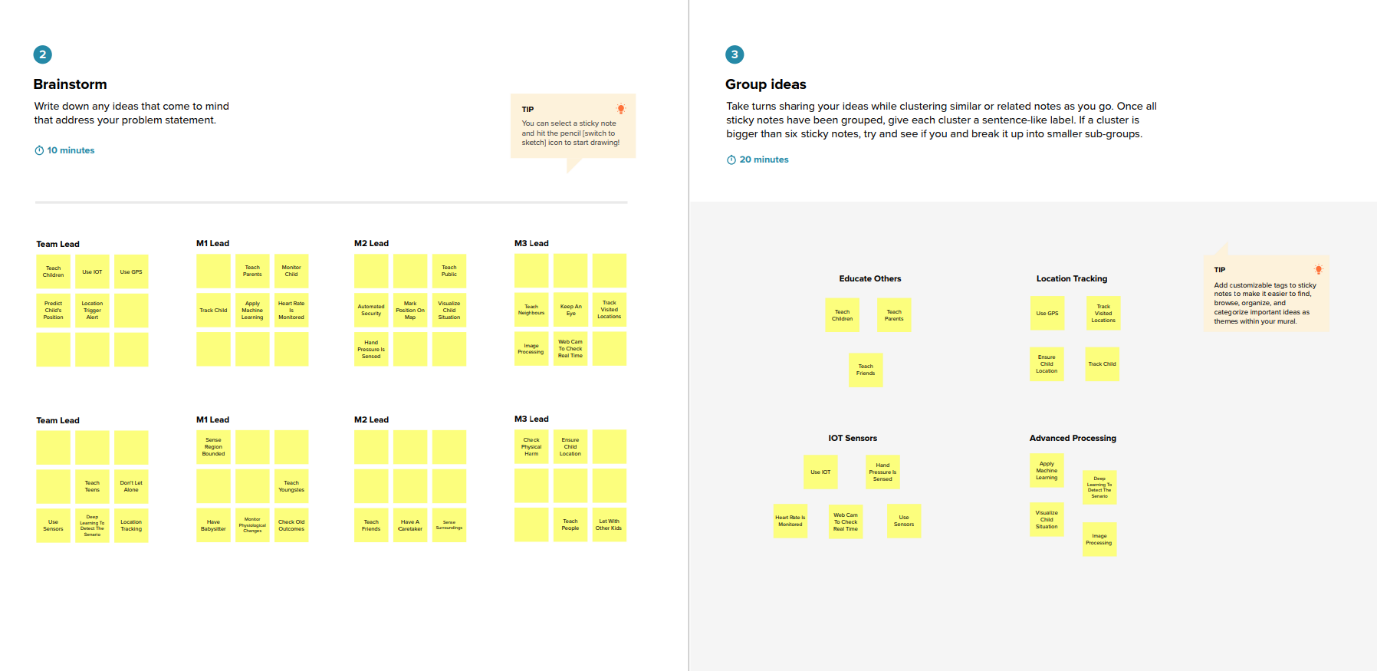 2
Brainstorm
Write down any ideas that come to mind
that address your problem statement.
10 minutes
TIP
You can select a sticky note
and hit the pencil [switch to
sketch] icon to start drawing!
Team Lead
Teach
Children
Use IOT
Use GPS
Predict
Child's
Position
Location
Trigger
Alert
M1 Lead
Teach
Parents
Monitor
Child
Track Child
Apply
Machine
Learning
Heart Rate
Is
Monitored
M2 Lead
Teach
Public
Automated
Security
Mark
Position On
Map
Visualize
Child
Situation
Hand
Pressure Is
Sensed
M3 Lead
Teach
Neighbours
Keep An
Eye
Track
Visited
Locations
Image
Processing
Web Cam
To Check
Real Time
Team Lead
Teach
Teens
Don't Let
Alone
Use
Sensors
Deep
Learning To
Detect The
Senerio
Location
Tracking
M1 Lead
Sense
Region
Bounded
Teach
Youngsizes
Have
Babysitter
Monitor
Physiological
Changes
Check Old
Outcomes
M2 Lead
Teach
Friends
Have A
Caretaker
Sense
Surroundings
M3 Lead
Check
Physical
Harm
Ensure
Child
Location
Teach
People
Let With
Other Kids
3
Group ideas
Take turns sharing your ideas while clustering similar or related notes as you go. Once all
sticky notes have been grouped, give each cluster a sentence-like label. If a cluster is
bigger than six sticky notes, try and see if you and break it up into smaller sub-groups.
20 minutes
Educate Others
Teach
Children
Teach
Parents
Teach
Friends
Location Tracking
Use GPS
Track
Visited
Locations
Ensure
Child
Location
Track Child
TIP
Add customizable tags to sticky
notes to make it easier to find,
browse, organize, and
categorize important ideas as
themes within your mural.
IOT Sensors
Use IOT
Hand
Pressure Is
Sensed
Heart Rate Is
Monitored
Web Cam
To Check
Real Time
Use
Sensors
Advanced Processing
Apply
Machine
Learning
Deep
Learning To
Detect The
Senerio
Visualize
Child
Situation
Image
Processing